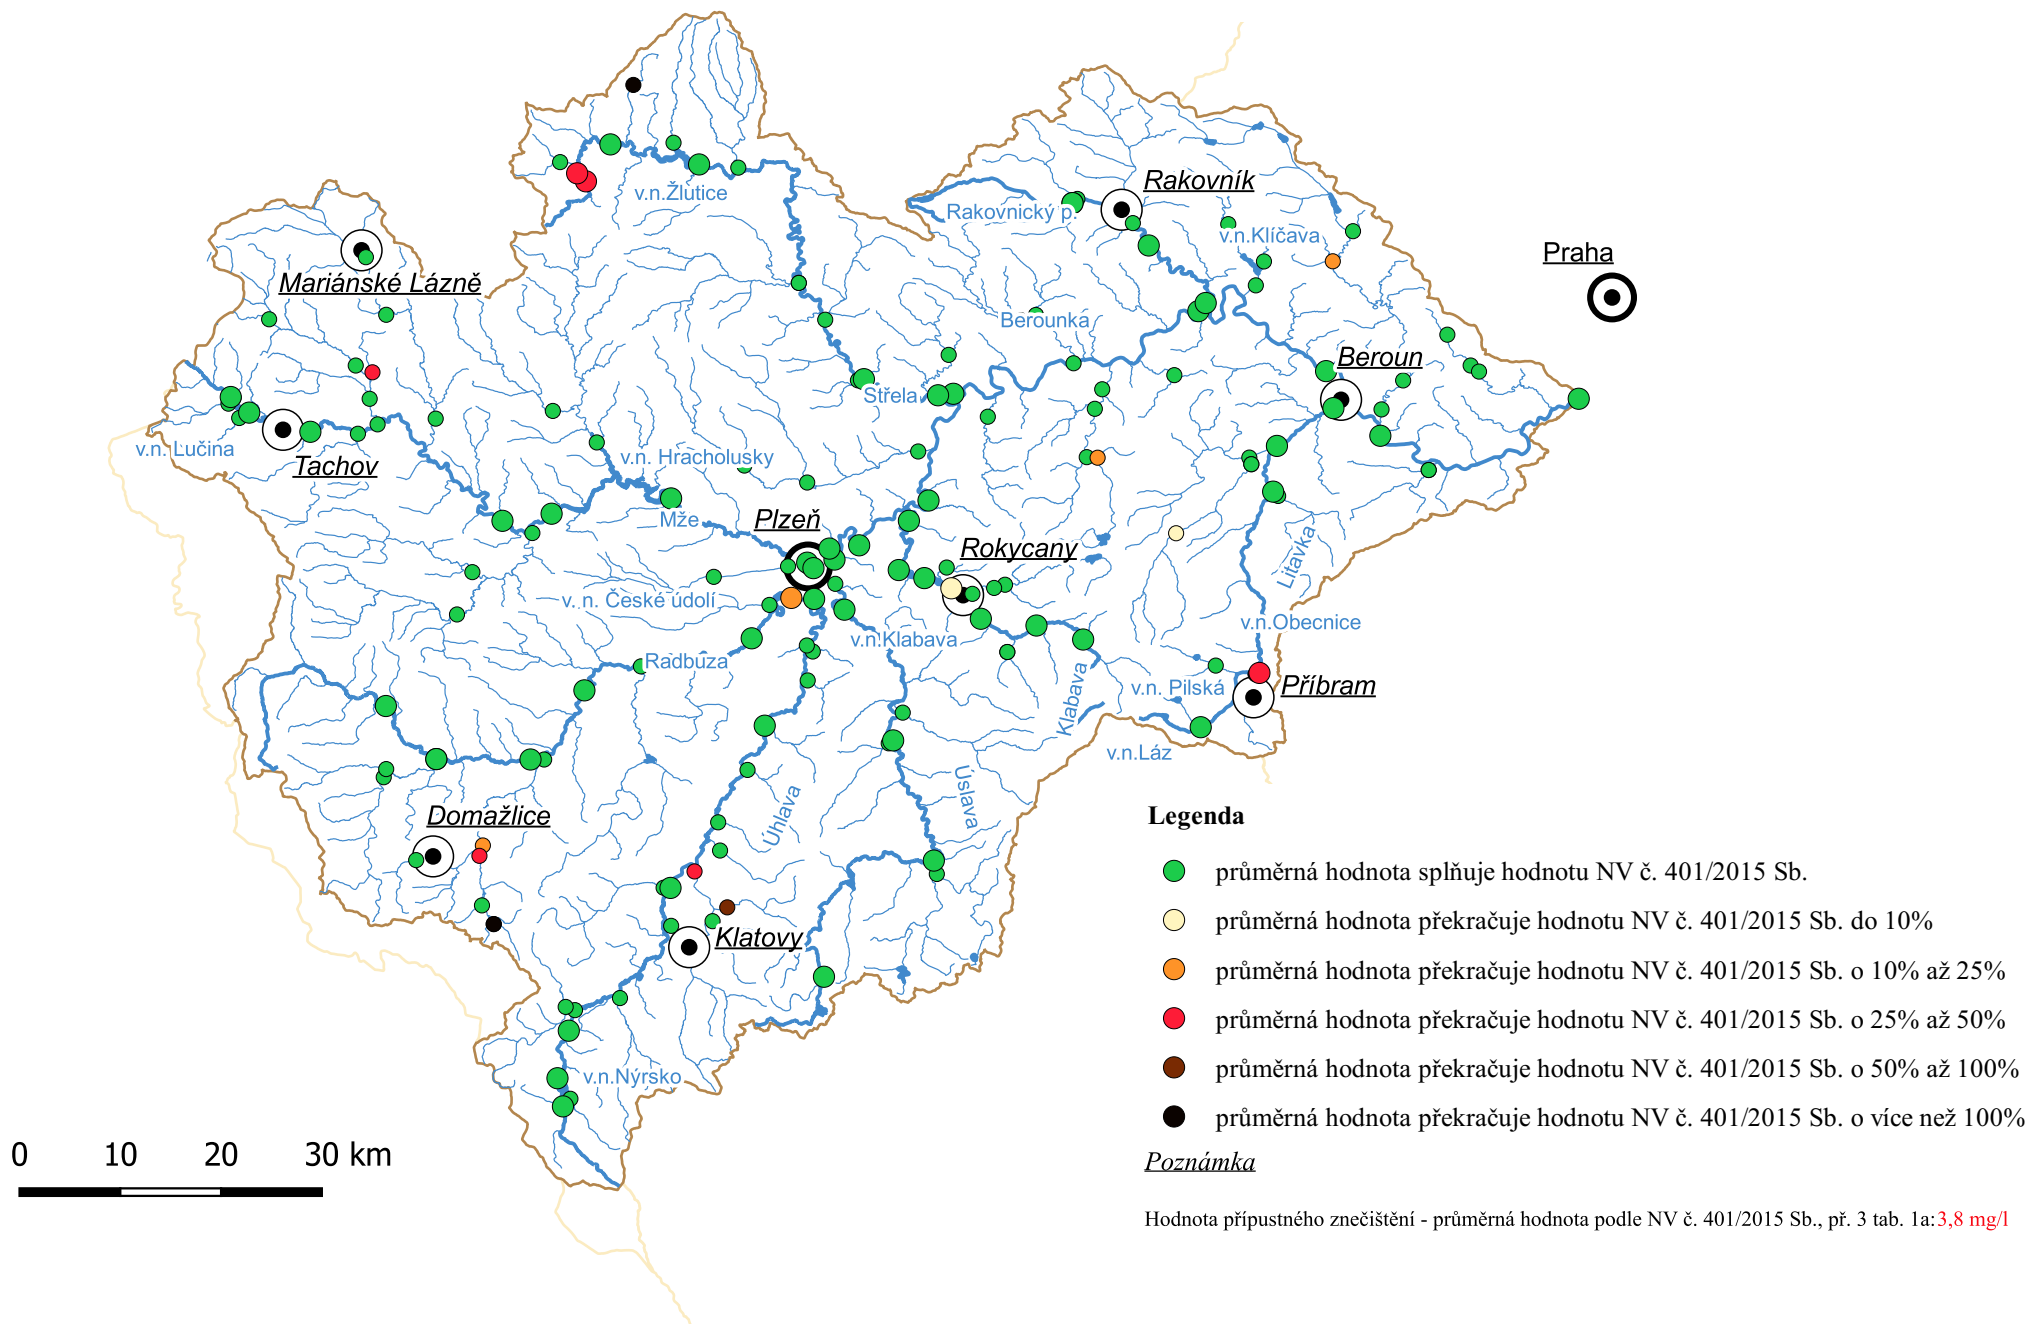 Rakovník
v.n.Žlutice
Rakovnický p.
v.n.Klíčava
Praha
Mariánské Lázně
Berounka
Beroun
Střela
v.n. Lučina
Tachov
v.n. Hracholusky
Mže
Plzeň
Rokycany
Litavka
v. n. České údolí
v.n.Obecnice
v.n.Klabava
Radbuza
Klabava
v.n. Pilská
Příbram
v.n.Láz
Úhlava
Úslava
Domažlice
Klatovy
v.n.Nýrsko
Legenda
průměrná hodnota splňuje hodnotu NV č. 401/2015 Sb.
průměrná hodnota překračuje hodnotu NV č. 401/2015 Sb. do 10%
průměrná hodnota překračuje hodnotu NV č. 401/2015 Sb. o 10% až 25%
průměrná hodnota překračuje hodnotu NV č. 401/2015 Sb. o 25% až 50%
průměrná hodnota překračuje hodnotu NV č. 401/2015 Sb. o 50% až 100%
průměrná hodnota překračuje hodnotu NV č. 401/2015 Sb. o více než 100%
0 10 20 30 km
Poznámka
Hodnota přípustného znečištění - průměrná hodnota podle NV č. 401/2015 Sb., př. 3 tab. 1a:3,8 mg/l